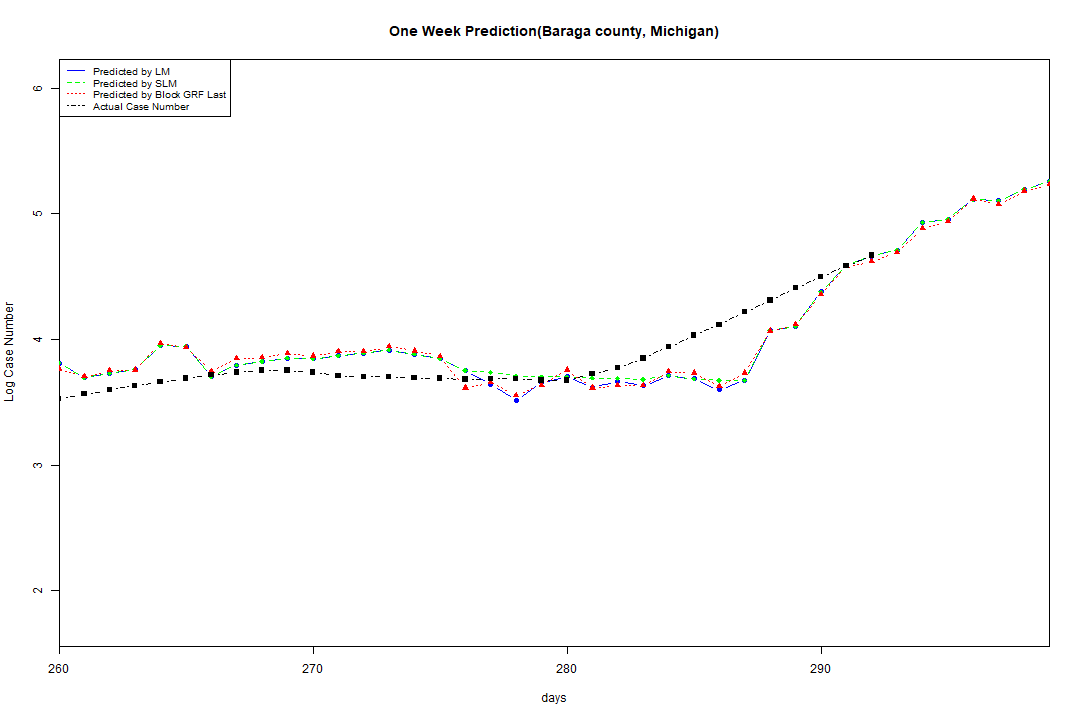 One Week Prediction(Baraga county, Michigan)
Predicted by LM
Predicted by SLM
Predicted by Block GRF Last
Actual Case Number
6
5
4
3
2
Log Case Number
260 270 280 290
days